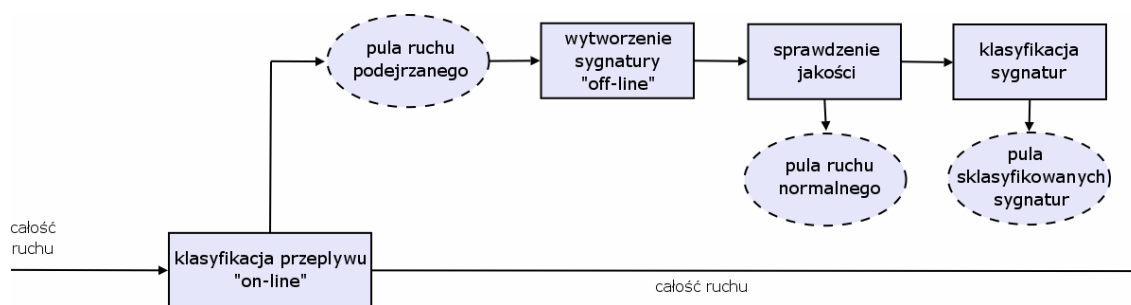 pula ruchu
podejrzanego
wytworzenie
sygnatury
"off-line"
sprawdzenie
jakości
klasyfikacja
sygnatur
pula ruchu
normalnego
pula
sklasyfikowanych
sygnatur
całość
ruchu
klasyfikacja przeplywu
"on-line"
całość ruchu